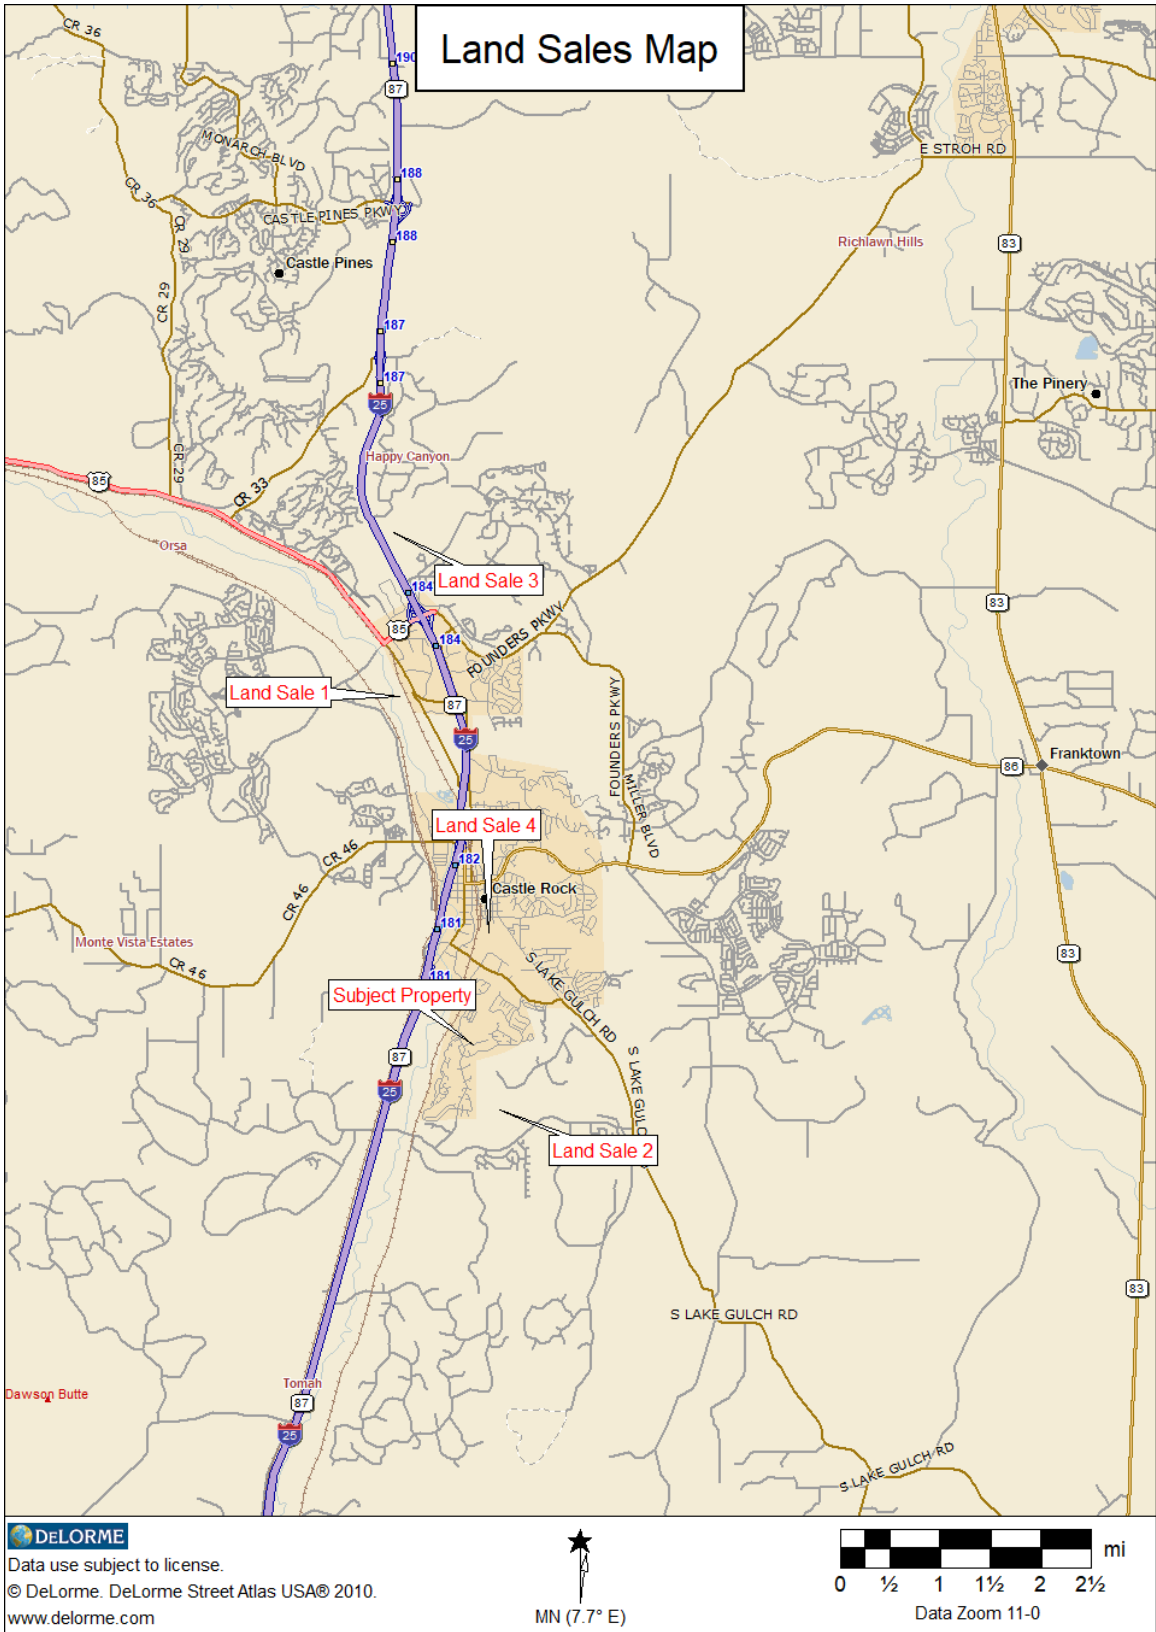 Land Sales Map
CR 36
190
87
MONARCH BLVD
E STROH RD
188
CR 36
CASTLE PINES PKWY
CR 29
188
Richlawn Hills
83
Castle Pines
CR 29
187
187
The Pinery
25
Happy Canyon
CR 29
85
CR 33
Orsa
Land Sale 3
184
83
85
184
FOUNDERS PKWY
Land Sale 1
87
FOUNDERS PKWY
25
Franktown
86
MILLER BLVD
Land Sale 4
CR 46
182
Castle Rock
CR 46
181
Monte Vista Estates
83
CR 46
181
S LAKE GULCH RD
Subject Property
87
S LAKE GULC
25
Land Sale 2
83
S LAKE GULCH RD
Tomah
Dawson Butte
87
25
S LAKE GULCH RD
DELORME
Data use subject to license.
© DeLorme. DeLorme Street Atlas USA® 2010.
www.delorme.com
MN (7.7° E)
mi
0 ½ 1 1½ 2 2½
Data Zoom 11-0